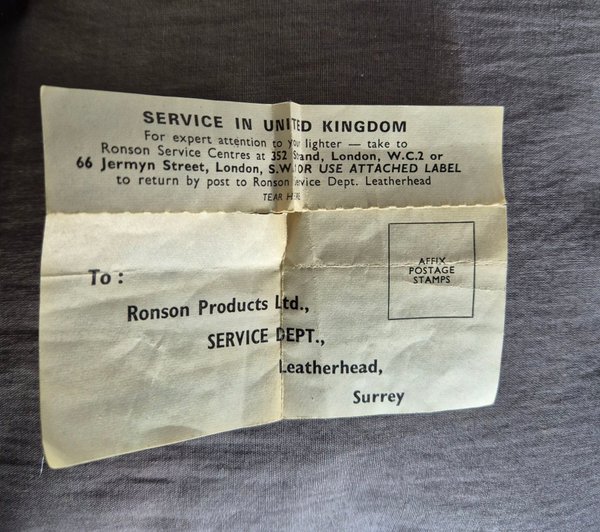 SERVICE IN UNITED KINGDOM
For expert attention to your lighter — take to
Ronson Service Centres at 352 Strand, London, W.C.2 or
66 Jermyn Street, London, S.W. OR USE ATTACHED LABEL
to return by post to Ronson Service Dept. Leatherhead
TEAR HERE
To :
Ronson Products Ltd.,
SERVICE DEPT.,
Leatherhead,
Surrey
AFFIX
POSTAGE
STAMPS